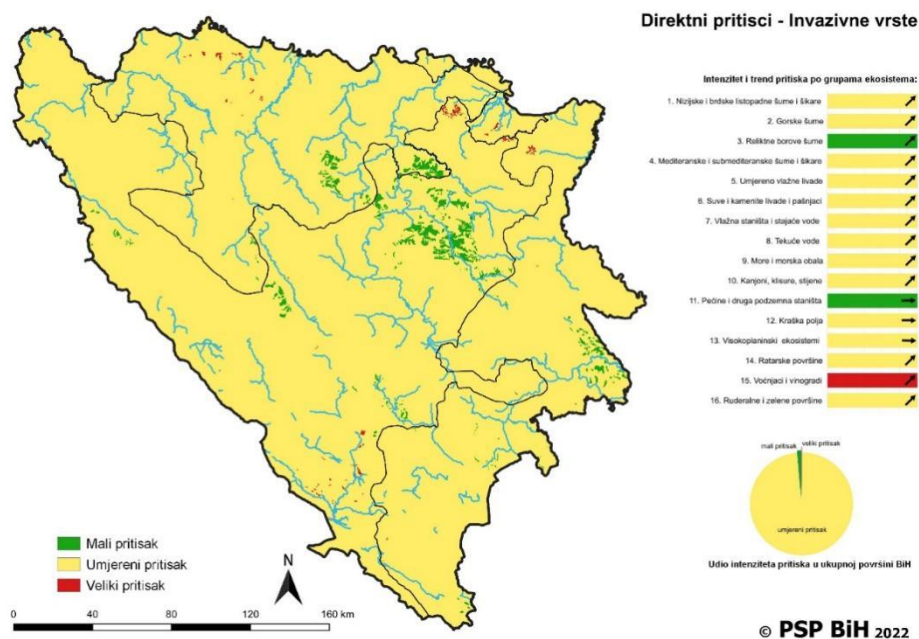 Direktni pritisci - Invazivne vrste
Intenzitet i trend pritiska po grupama ekosistema:
1. Nizijske i brdske listopadne šume i šikare
2. Gorske šume
3. Reliktne borove šume
4. Mediteranske i submediteranske šume i šikare
5. Umjereno vlažne livade
6. Suve i kamenite livade i pašnjaci
7. Vlažna staništa i stajaće vode
8. Tekuće vode
9. More i morska obala
10. Kanjoni, klisure, stijene
11. Pećine i druga podzemna staništa
12. Kraška polja
13. Visokoplaninski ekosistemi
14. Ratarske površine
15. Voćnjaci i vinogradi
16. Ruderalne i zelene površine
mali pritisak
veliki pritisak
umjereni pritisak
Udio intenziteta pritiska u ukupnoj površini BiH
Mali pritisak
Umjereni pritisak
Veliki pritisak
N
0 40 80 120 160 km
© PSP BiH 2022